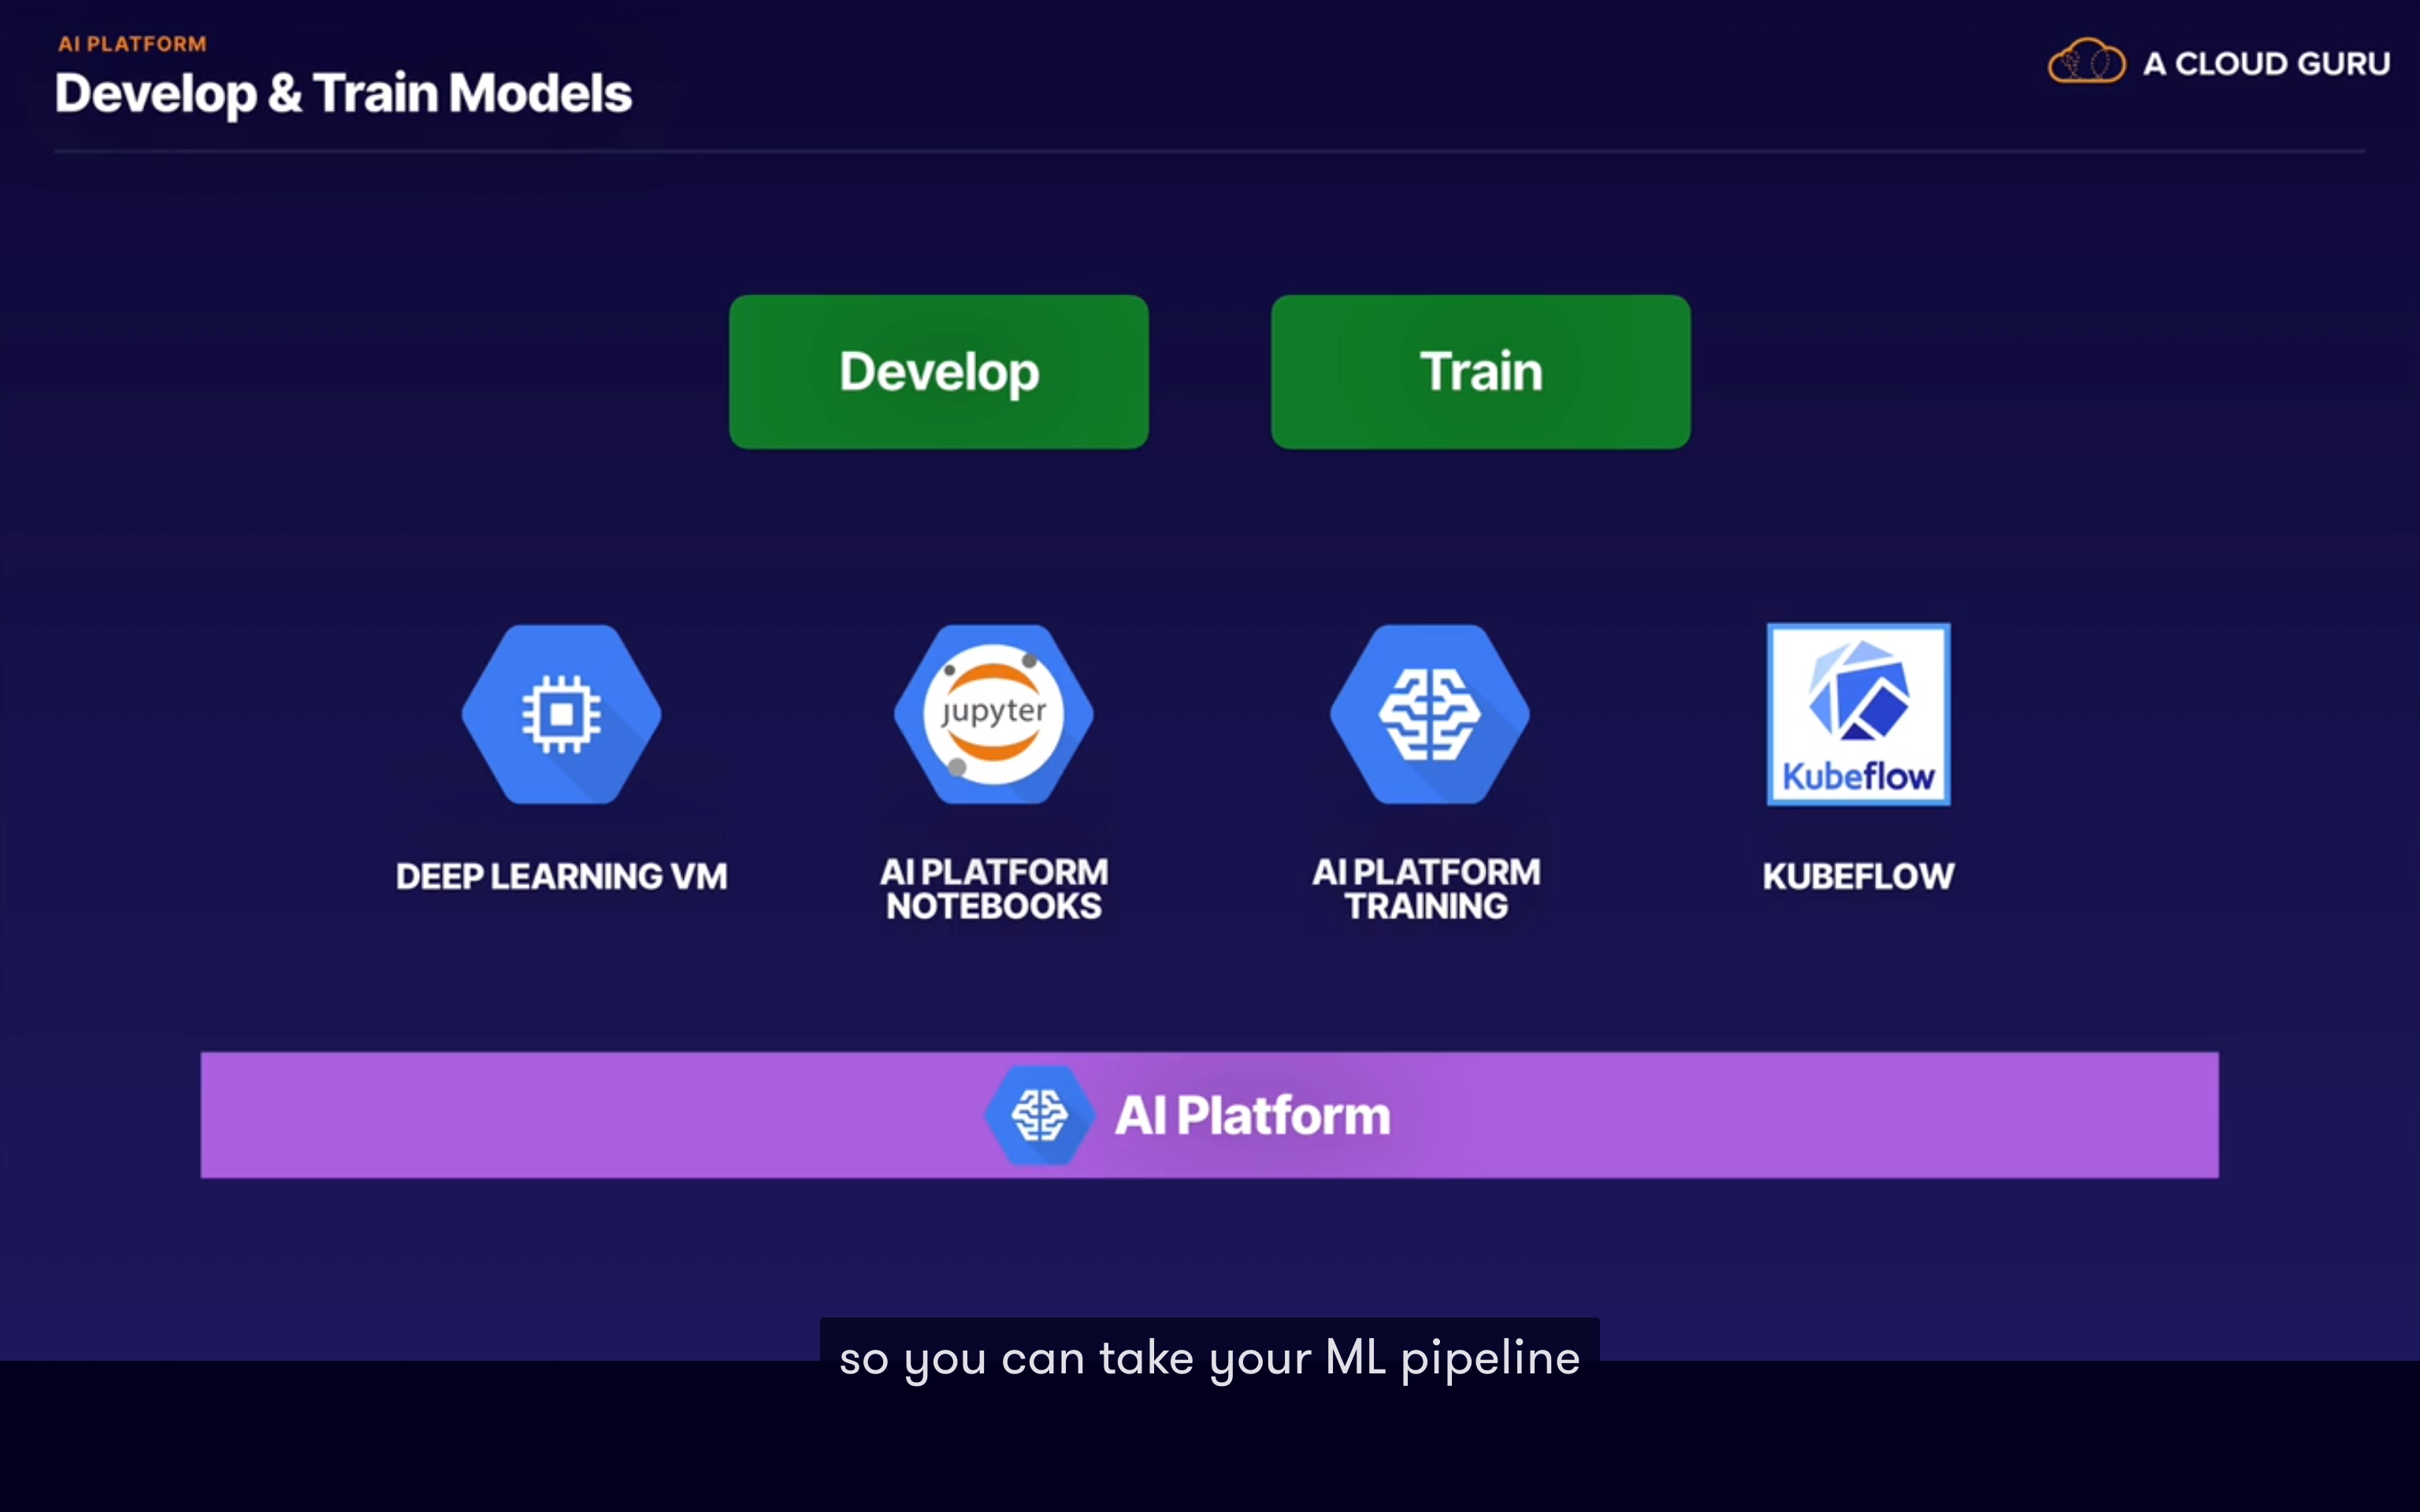 AI PLATFORM
Develop & Train Models
A CLOUD GURU
Develop
Train
jupyter
Kubeflow
DEEP LEARNING VM
AI PLATFORM
NOTEBOOKS
AI PLATFORM
TRAINING
KUBEFLOW
AI Platform
so you can take your ML pipeline